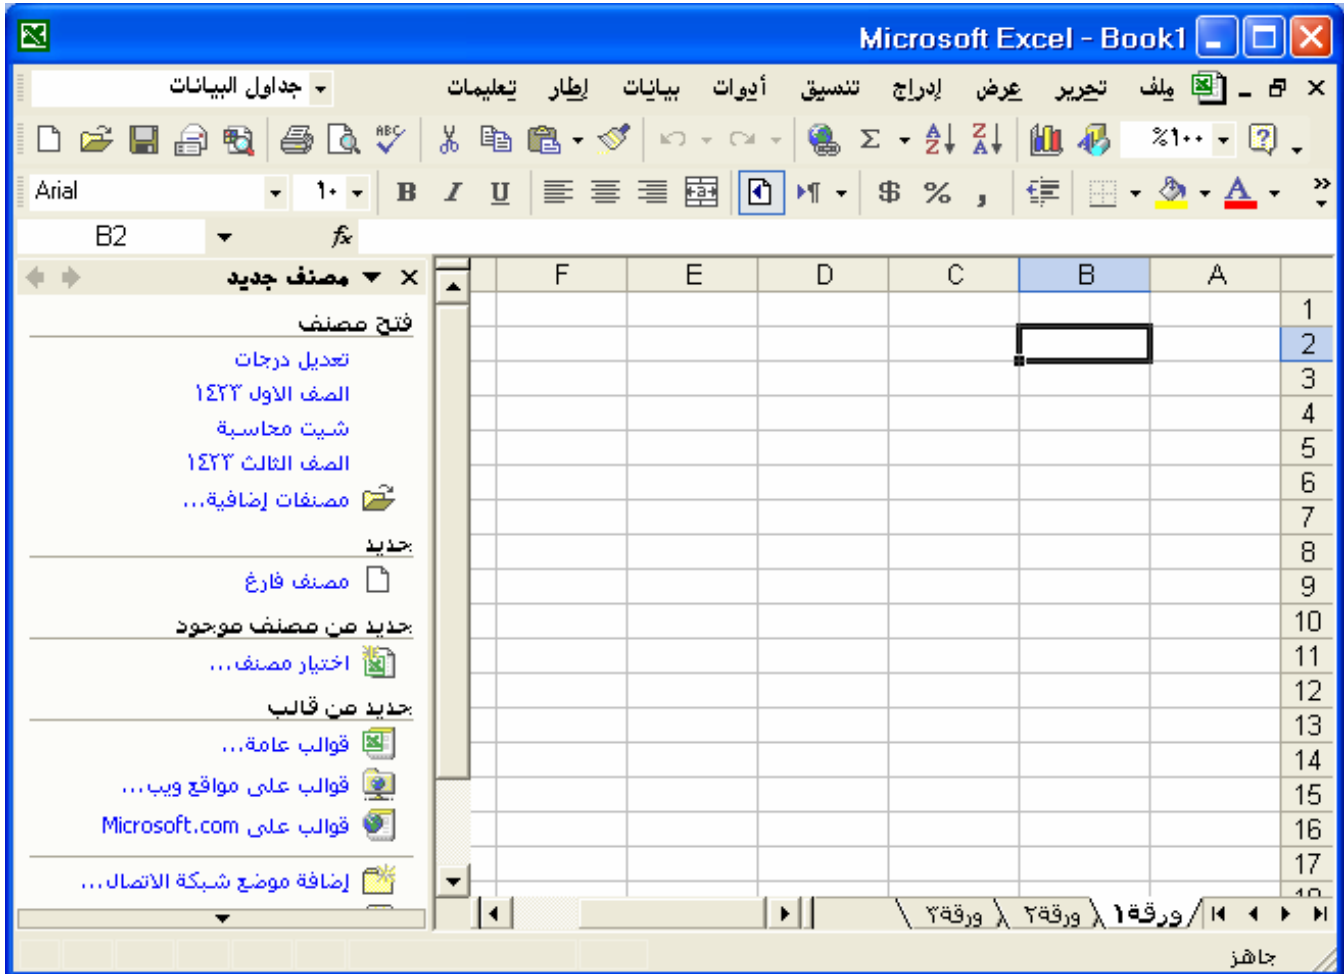 Microsoft Excel - Book1
ملف تحرير عرض إدراج تنسيق أدوات بيانات إطار تعليمات جداول البيانات
%١٠٠
Arial ١٠ B I U $ % ,
B2 fx
مصنف جديد
فتح مصنف
تعديل درجات
الصف الاول ١٤٢٣
شيت محاسبة
الصف الثالث ١٤٢٣
مصنفات إضافية...
جديد
مصنف فارغ
جديد من مصنف موجود
اختيار مصنف...
جديد من قالب
قوالب عامة...
قوالب على مواقع ويب...
قوالب على Microsoft.com
إضافة موضع شبكة الاتصال...
A B C D E F
1
2
3
4
5
6
7
8
9
10
11
12
13
14
15
16
17
ورقة١ ورقة٢ ورقة٣
جاهز